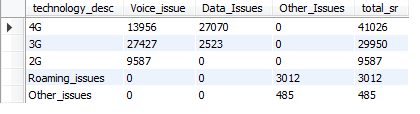 technology_desc Voice_issue Data_Issues Other_Issues total_sr
4G 13956 27070 0 41026
3G 27427 2523 0 29950
2G 9587 0 0 9587
Roaming_issues 0 0 3012 3012
Other_issues 0 0 485 485